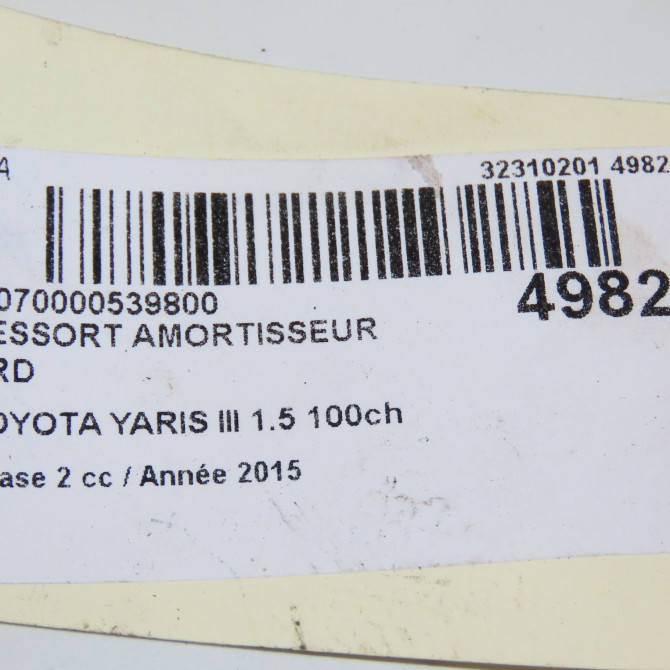 A 32310201 4982
070000539800 4982
ESSORT AMORTISSEUR
RD
OYOTA YARIS III 1.5 100ch
ase 2 cc / Année 2015